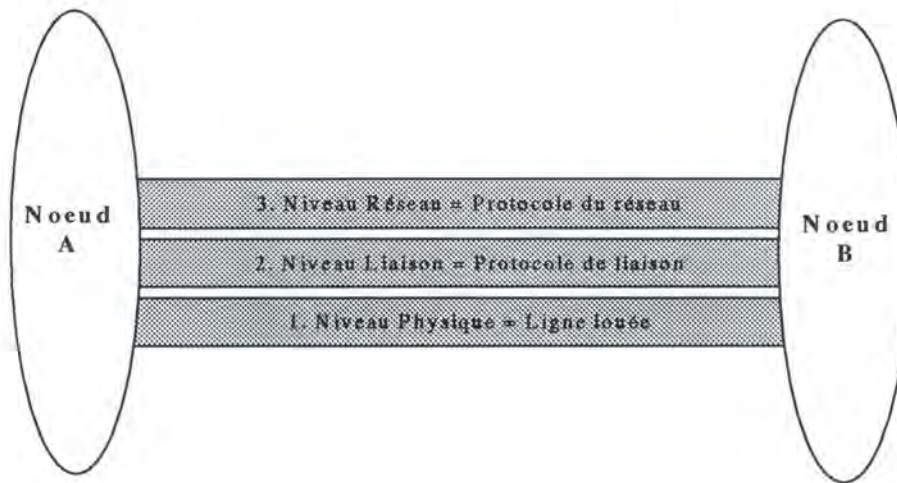 Noeud
A
3. Niveau Réseau = Protocole du réseau
2. Niveau Liaison = Protocole de liaison
1. Niveau Physique = Ligne louée
Noeud
B